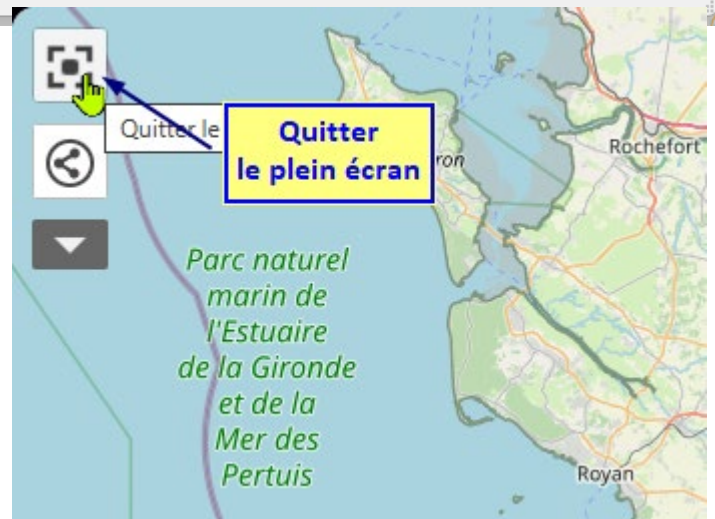 Quitter le
Quitter
le plein écran
ron
Rochefort
Parc naturel
marin de
l'Estuaire
de la Gironde
et de la
Mer des
Pertuis
Royan